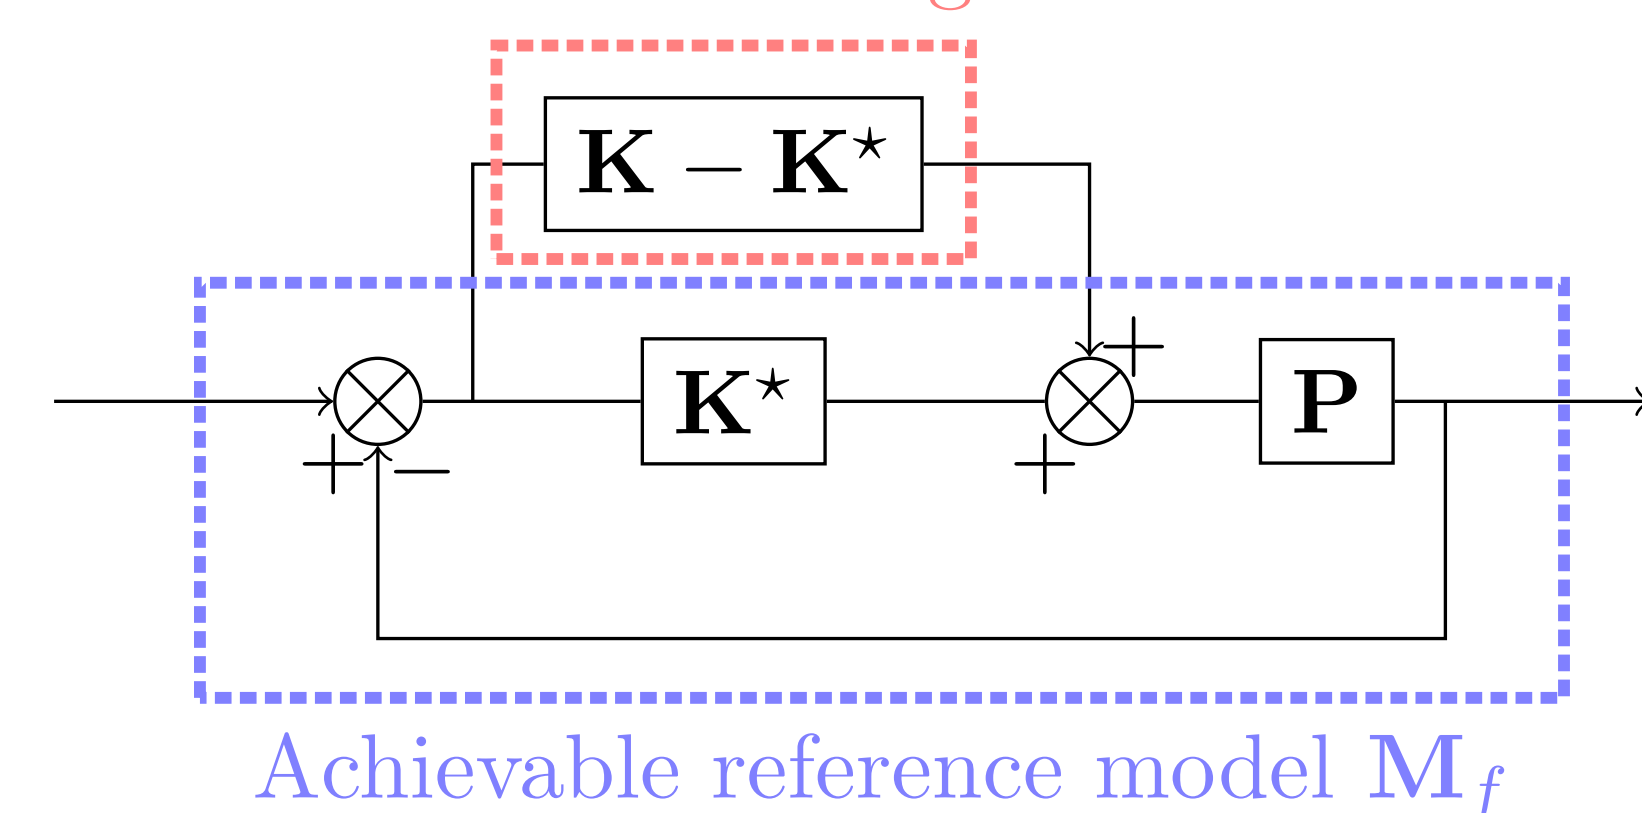 K − K⋆
+
K⋆
P
+ −
+
Achievable reference model M_f